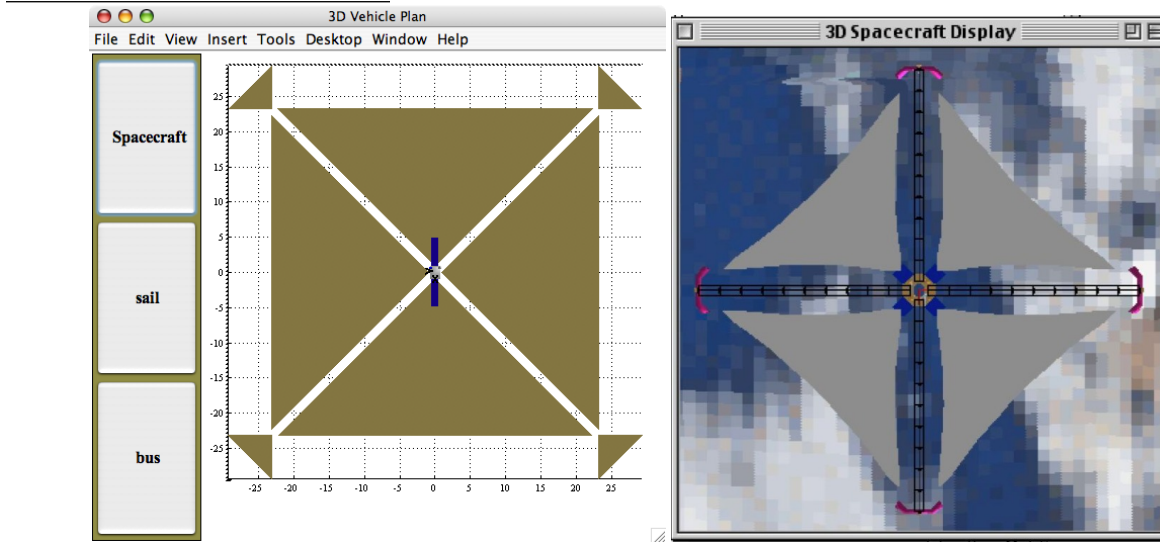 3D Vehicle Plan
File Edit View Insert Tools Desktop Window Help
Spacecraft
sail
bus
25
20
15
10
5
0
-5
-10
-15
-20
-25
-25 -20 -15 -10 -5 0 5 10 15 20 25
3D Spacecraft Display